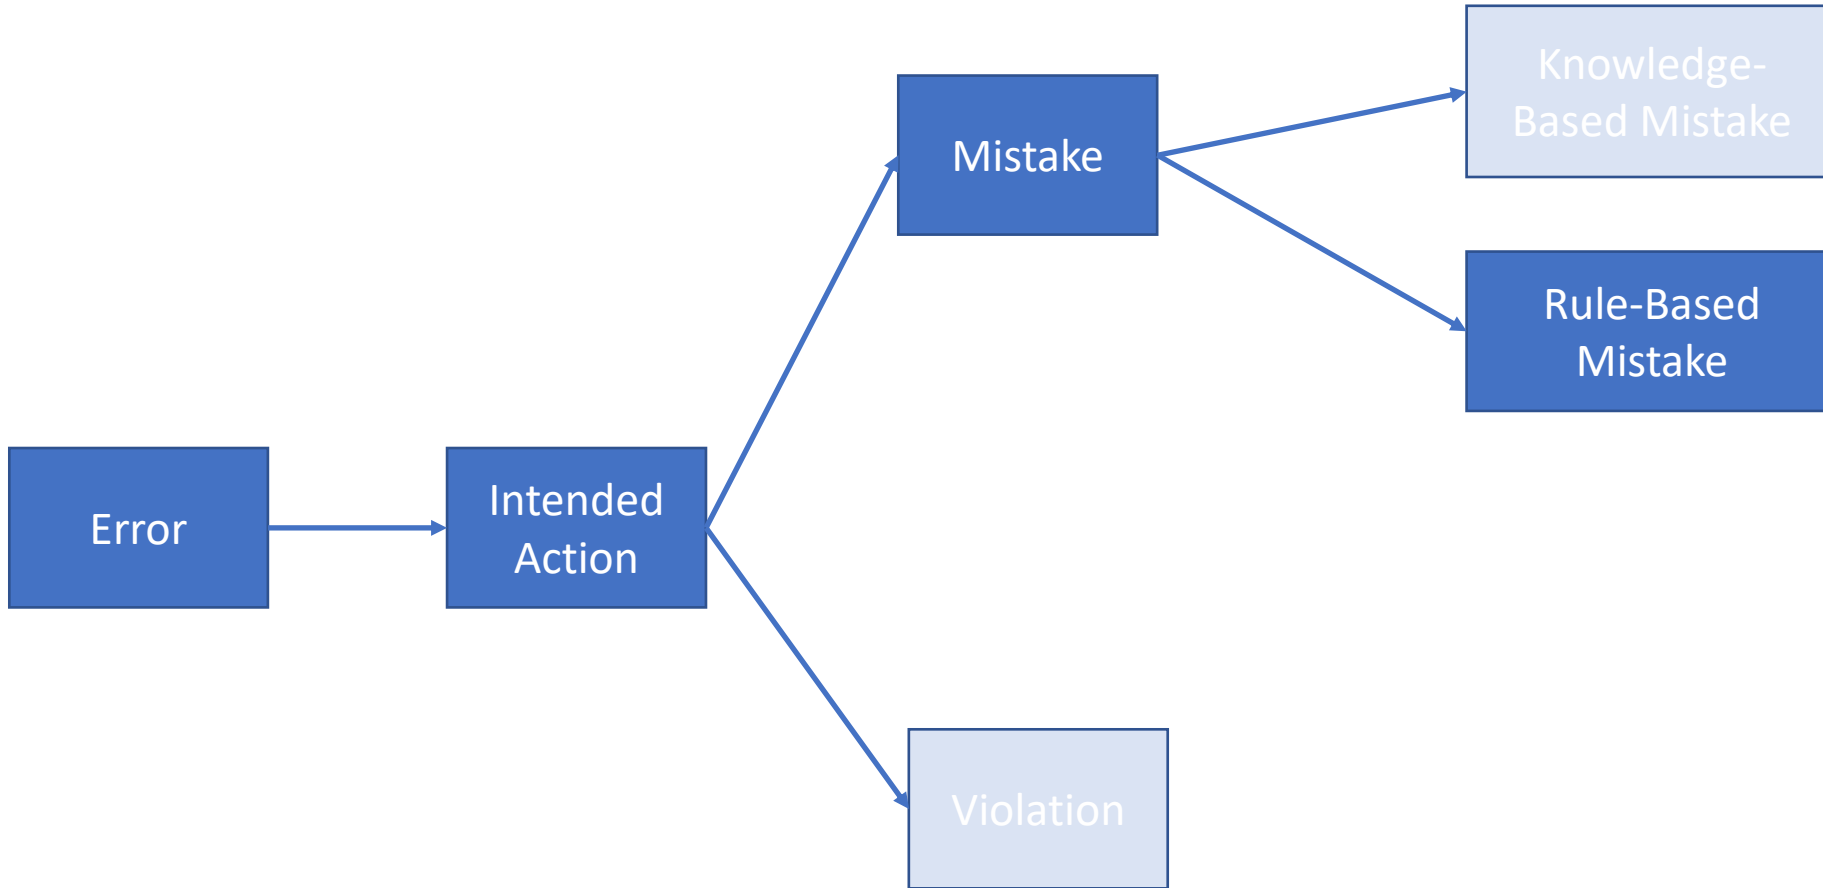 Error
Intended
Action
Mistake
Violation
Knowledge-
Based Mistake
Rule-Based
Mistake